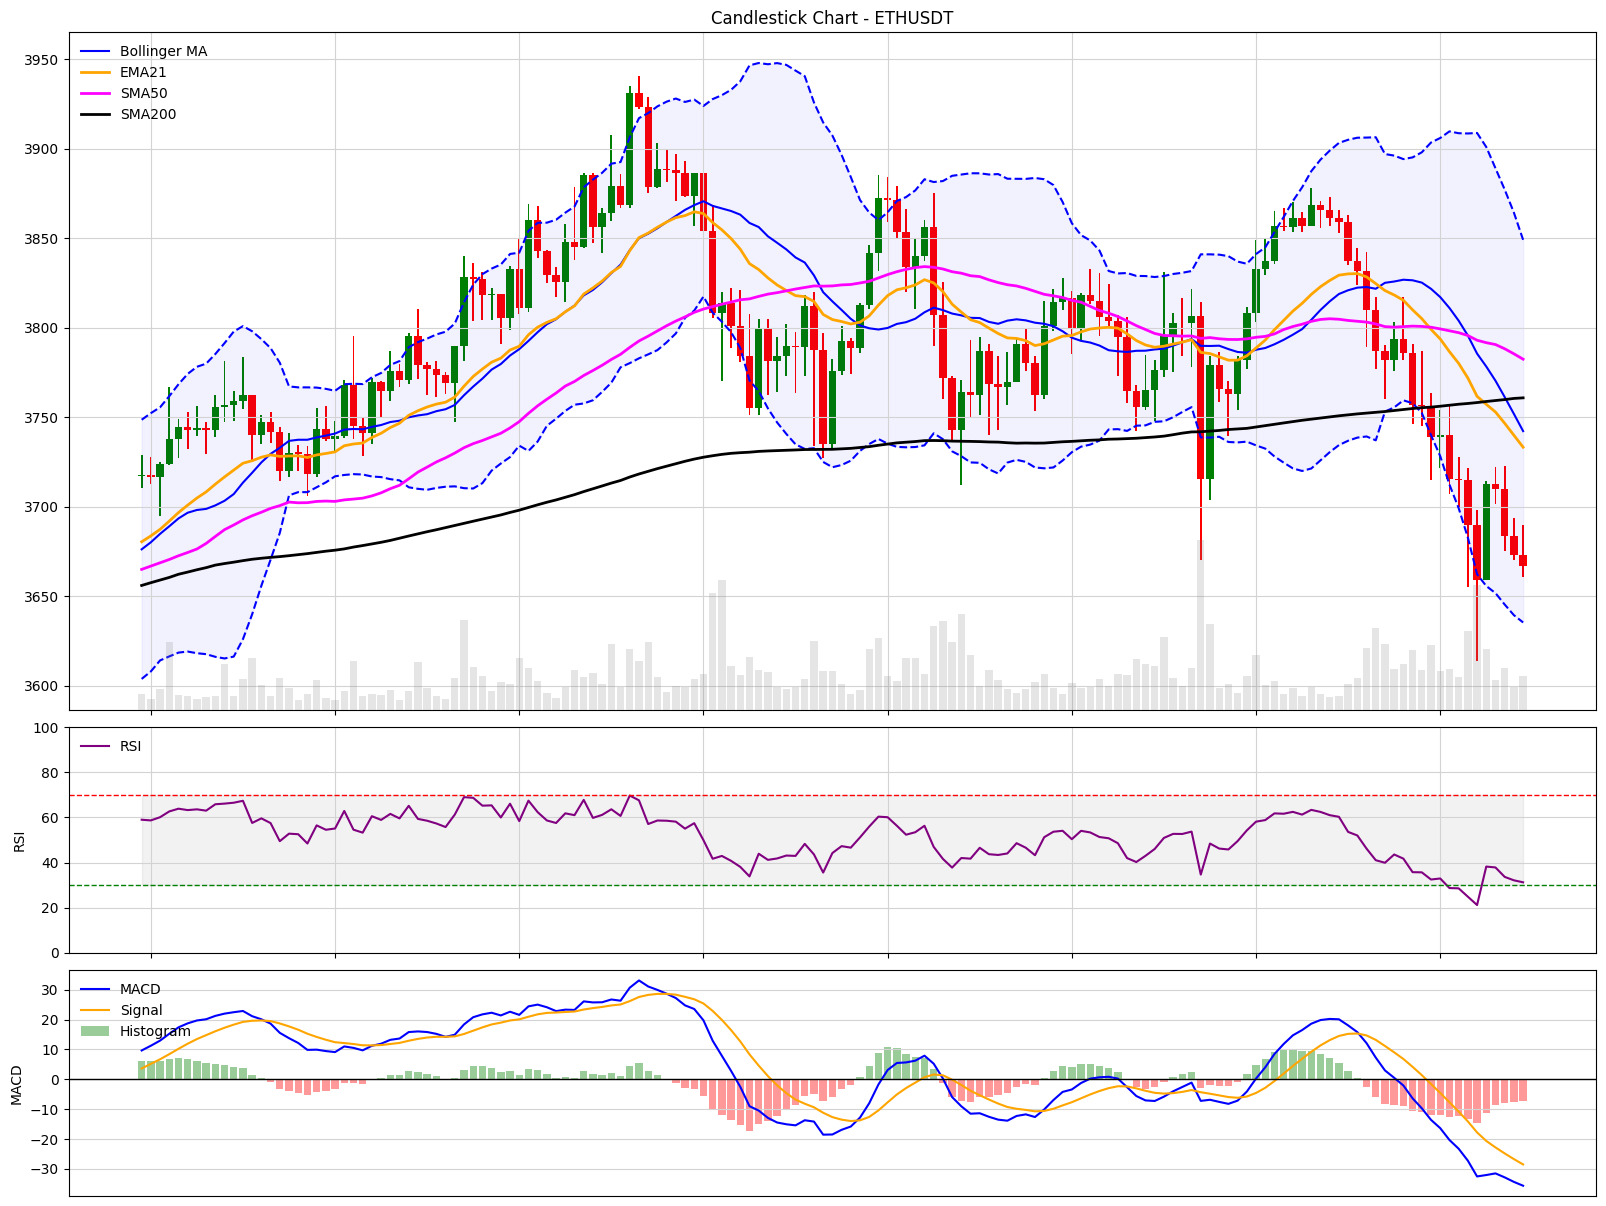 Candlestick Chart - ETHUSDT
Bollinger MA
EMA21
SMA50
SMA200
3950
3900
3850
3800
3750
3700
3650
3600
RSI
100
80
60
40
20
0
RSI
MACD
Signal
Histogram
30
20
10
0
−10
−20
−30
MACD